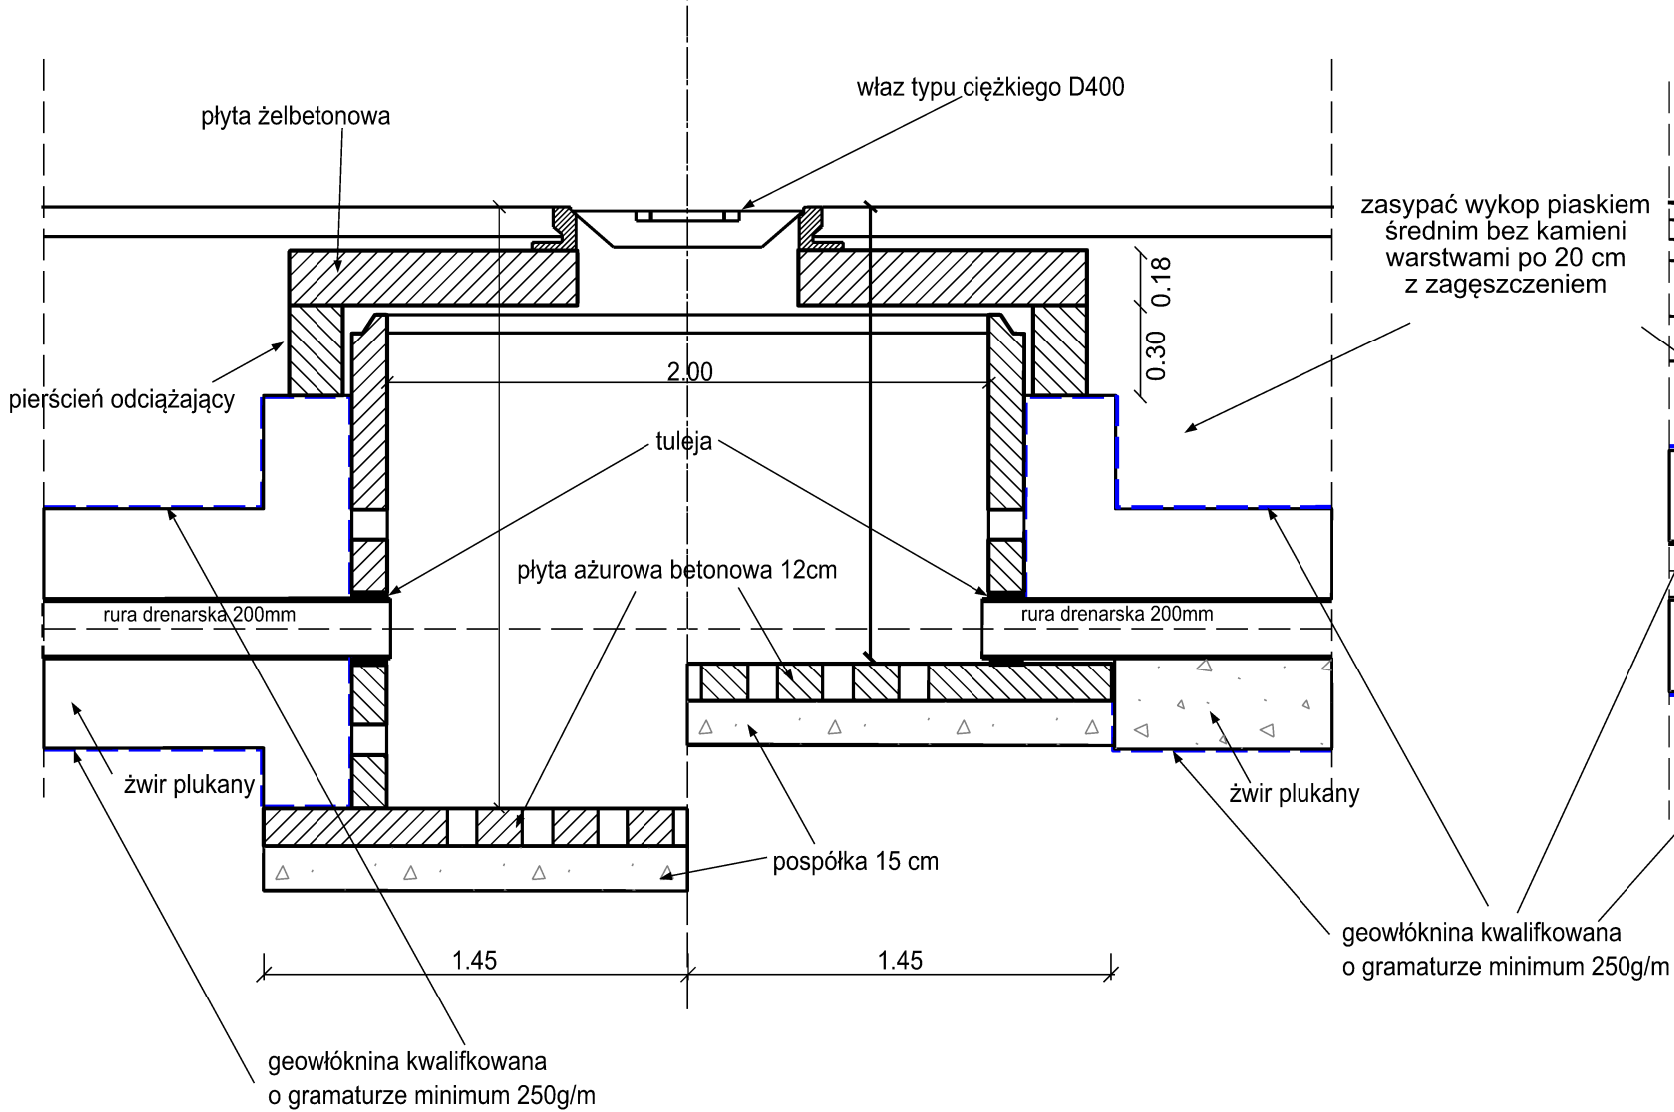 właz typu ciężkiego D400
płyta żelbetonowa
zasypać wykop piaskiem
średnim bez kamieni
warstwami po 20 cm
z zagęszczeniem
0.18
0.30
2.00
pierścień odciążający
tuleja
płyta ażurowa betonowa 12cm
rura drenarska 200mm
rura drenarska 200mm
żwir plukany
żwir plukany
pospółka 15 cm
1.45
1.45
geowłóknina kwalifkowana
o gramaturze minimum 250g/m
geowłóknina kwalifkowana
o gramaturze minimum 250g/m